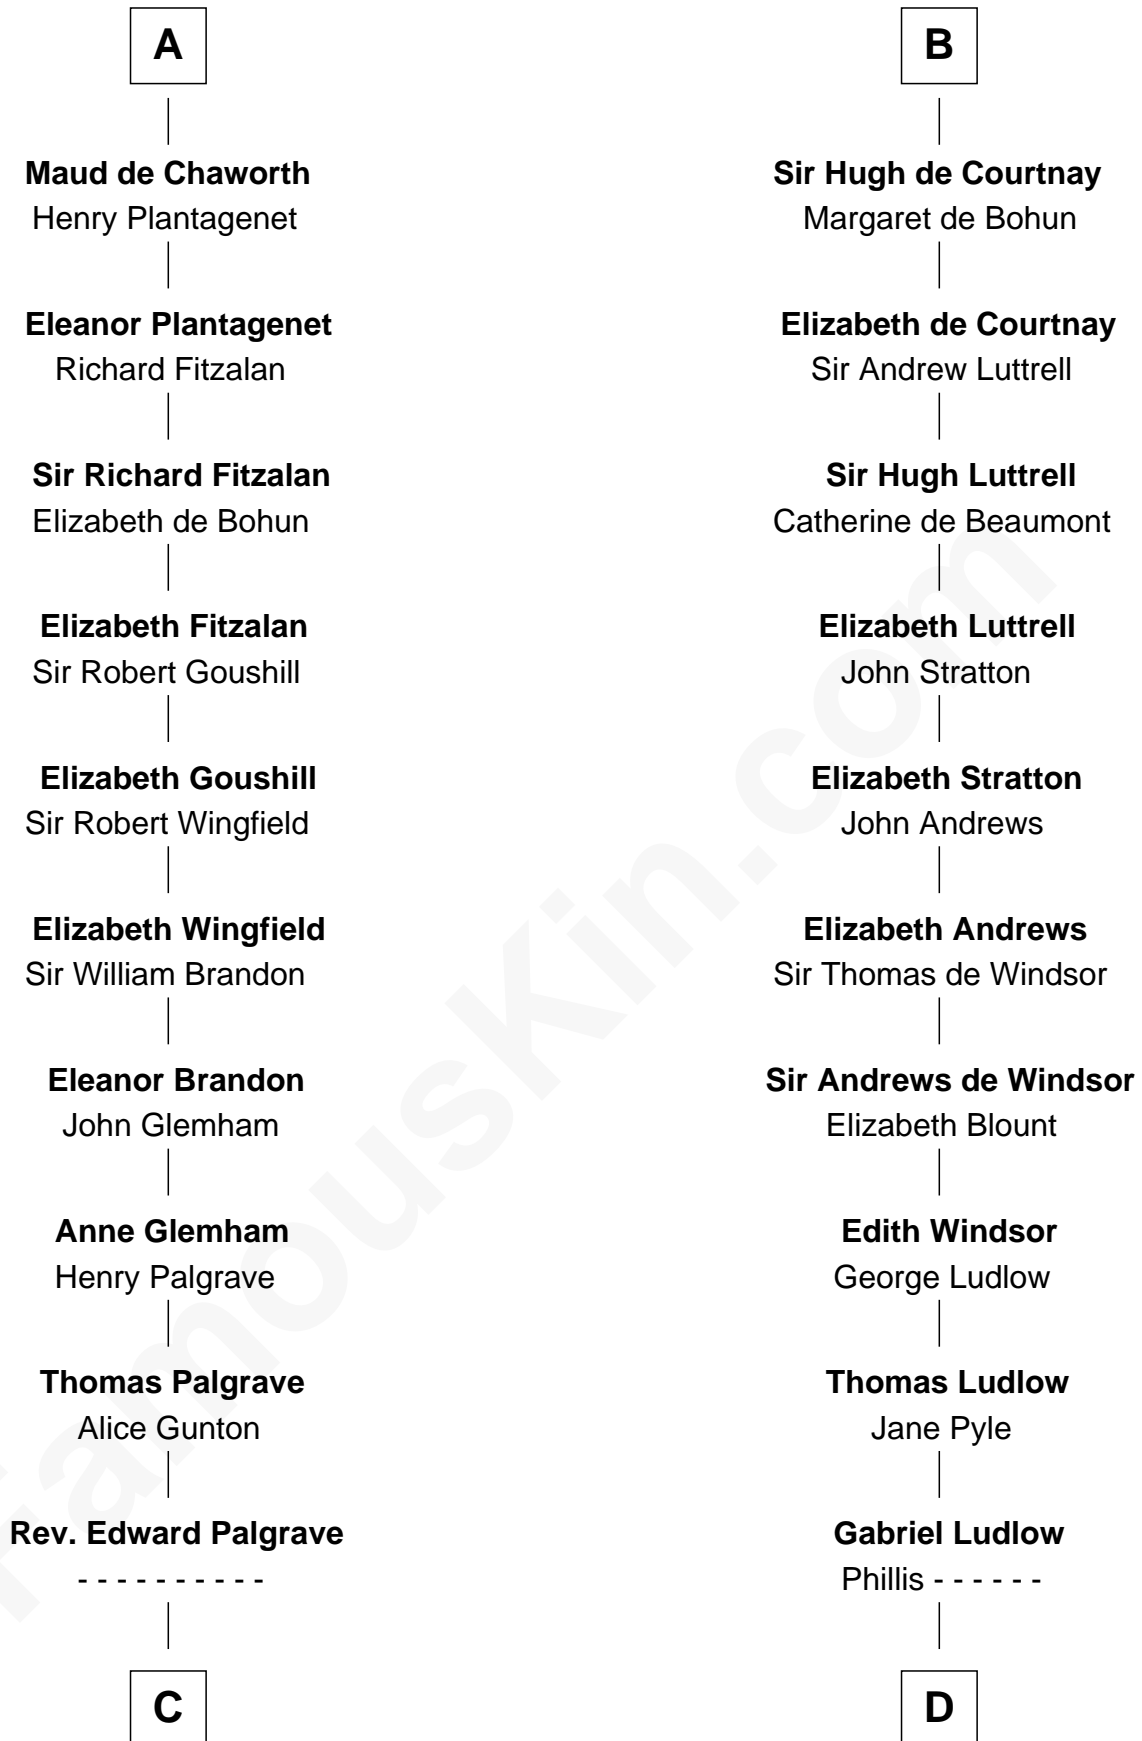 A
Maud de Chaworth
Henry Plantagenet
Eleanor Plantagenet
Richard Fitzalan
Sir Richard Fitzalan
Elizabeth de Bohun
Elizabeth Fitzalan
Sir Robert Goushill
Elizabeth Goushill
Sir Robert Wingfield
Elizabeth Wingfield
Sir William Brandon
Eleanor Brandon
John Glemham
Anne Glemham
Henry Palgrave
Thomas Palgrave
Alice Gunton
Rev. Edward Palgrave
- - - - - - - - - -
C
B
Sir Hugh de Courtnay
Margaret de Bohun
Elizabeth de Courtnay
Sir Andrew Luttrell
Sir Hugh Luttrell
Catherine de Beaumont
Elizabeth Luttrell
John Stratton
Elizabeth Stratton
John Andrews
Elizabeth Andrews
Sir Thomas de Windsor
Sir Andrews de Windsor
Elizabeth Blount
Edith Windsor
George Ludlow
Thomas Ludlow
Jane Pyle
Gabriel Ludlow
Phillis - - - - - -
D
FamousKin.com